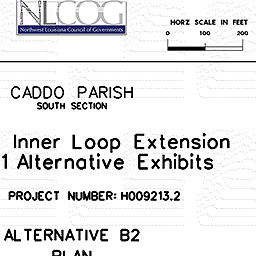 NLCOG
Northwest Louisiana Council of Governments
HORZ SCALE IN FEET
0 100 200
CADDO PARISH
SOUTH SECTION
Inner Loop Extension
1 Alternative Exhibits
PROJECT NUMBER: H009213.2
ALTERNATIVE B2
PLAN